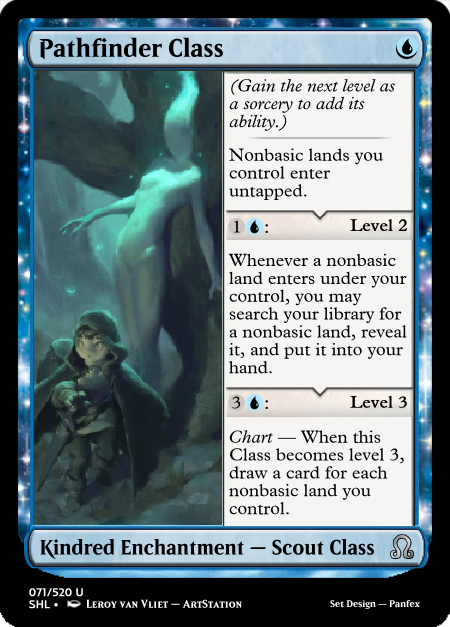 Pathfinder Class
(Gain the next level as
a sorcery to add its
ability.)
Nonbasic lands you
control enter
untapped.
1 : Level 2
Whenever a nonbasic
land enters under your
control, you may
search your library for
a nonbasic land, reveal
it, and put it into your
hand.
3 : Level 3
Chart — When this
Class becomes level 3,
draw a card for each
nonbasic land you
control.
Kindred Enchantment — Scout Class
071/520 U
SHL • Leroy van Vliet – ArtStation
Set Design — Panfex